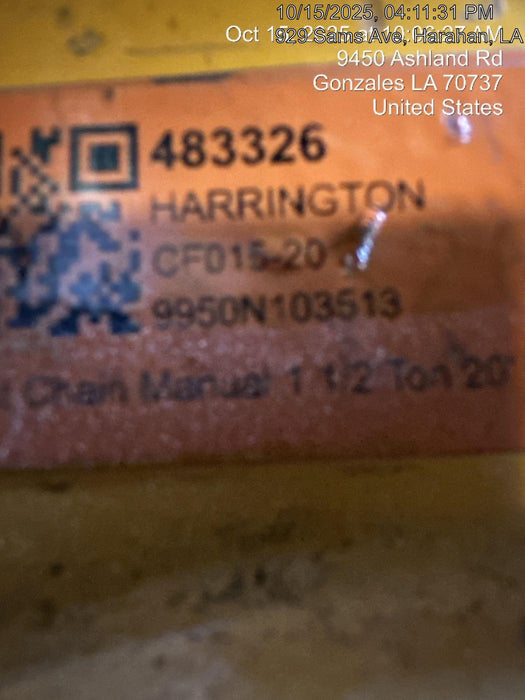 10/15/2025, 04:11:31 PM
929 Sams Ave, Harahan, LA
9450 Ashland Rd
Gonzales LA 70737
United States
483326
HARRINGTON
CF015-20
9950N103513
Chain Manual 1 1/2 Ton 20'